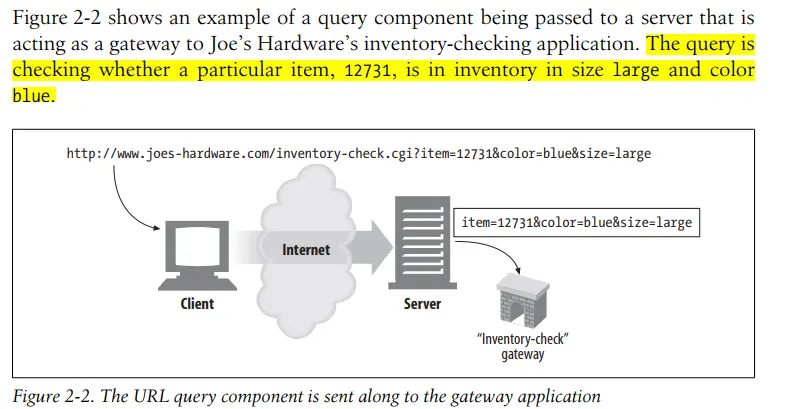 Figure 2-2 shows an example of a query component being passed to a server that is
acting as a gateway to Joe’s Hardware’s inventory-checking application. The query is
checking whether a particular item, 12731, is in inventory in size large and color
blue.
http://www.joes-hardware.com/inventory-check.cgi?item=12731&color=blue&size=large
item=12731&color=blue&size=large
Internet
Client
Server
“Inventory-check”
gateway
Figure 2-2. The URL query component is sent along to the gateway application